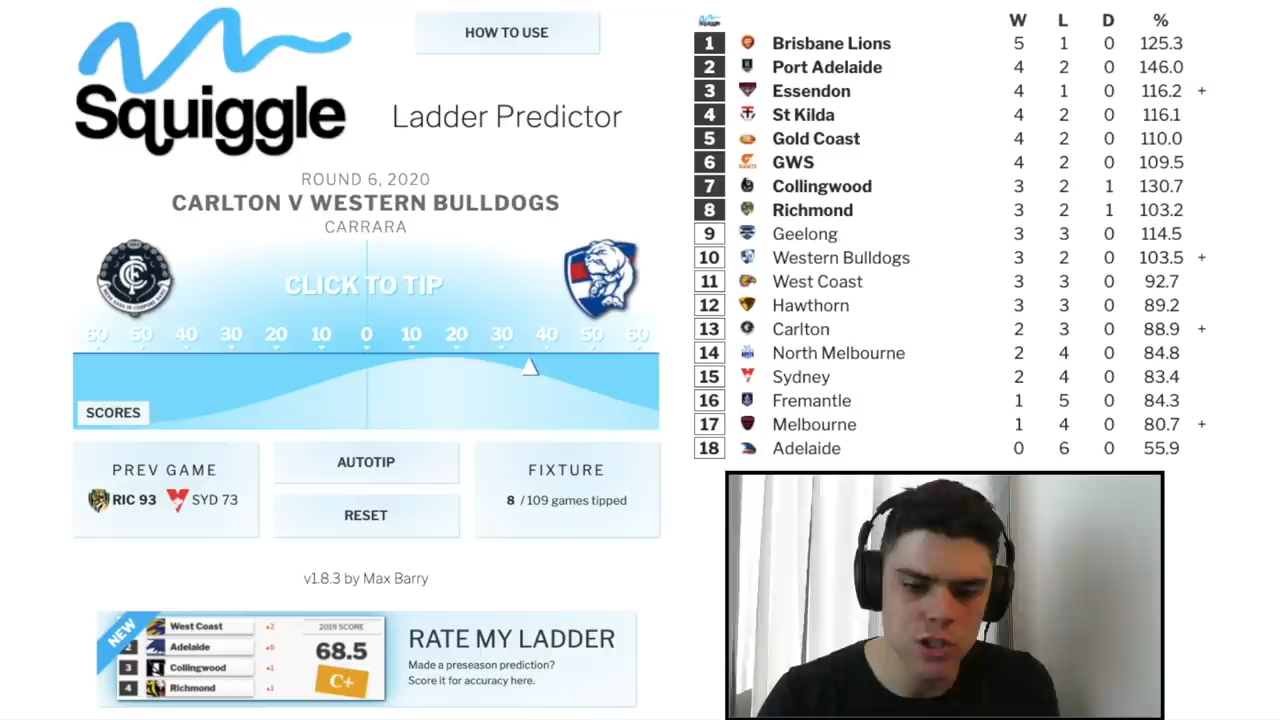 Squiggle
HOW TO USE
Ladder Predictor
ROUND 6, 2020
CARLTON V WESTERN BULLDOGS
CARRARA
CLICK TO TIP
60 50 40 30 20 10 0 10 20 30 40 50 60
SCORES
PREV GAME
RIC 93 SYD 73
AUTOTIP
RESET
FIXTURE
8 / 109 games tipped
v1.8.3 by Max Barry
NEW
West Coast ▲2
2 Adelaide
3 Collingwood ▲1
4 Richmond ▲1
2019 SCORE
68.5
C+
RATE MY LADDER
Made a preseason prediction?
Score it for accuracy here.
W L D %
1 Brisbane Lions 5 1 0 125.3
2 Port Adelaide 4 2 0 146.0
3 Essendon 4 1 0 116.2 +
4 St Kilda 4 2 0 116.1
5 Gold Coast 4 2 0 110.0
6 GWS 4 2 0 109.5
7 Collingwood 3 2 1 130.7
8 Richmond 3 2 1 103.2
9 Geelong 3 3 0 114.5
10 Western Bulldogs 3 2 0 103.5 +
11 West Coast 3 3 0 92.7
12 Hawthorn 3 3 0 89.2
13 Carlton 2 3 0 88.9 +
14 North Melbourne 2 4 0 84.8
15 Sydney 2 4 0 83.4
16 Fremantle 1 5 0 84.3
17 Melbourne 1 4 0 80.7 +
18 Adelaide 0 6 0 55.9